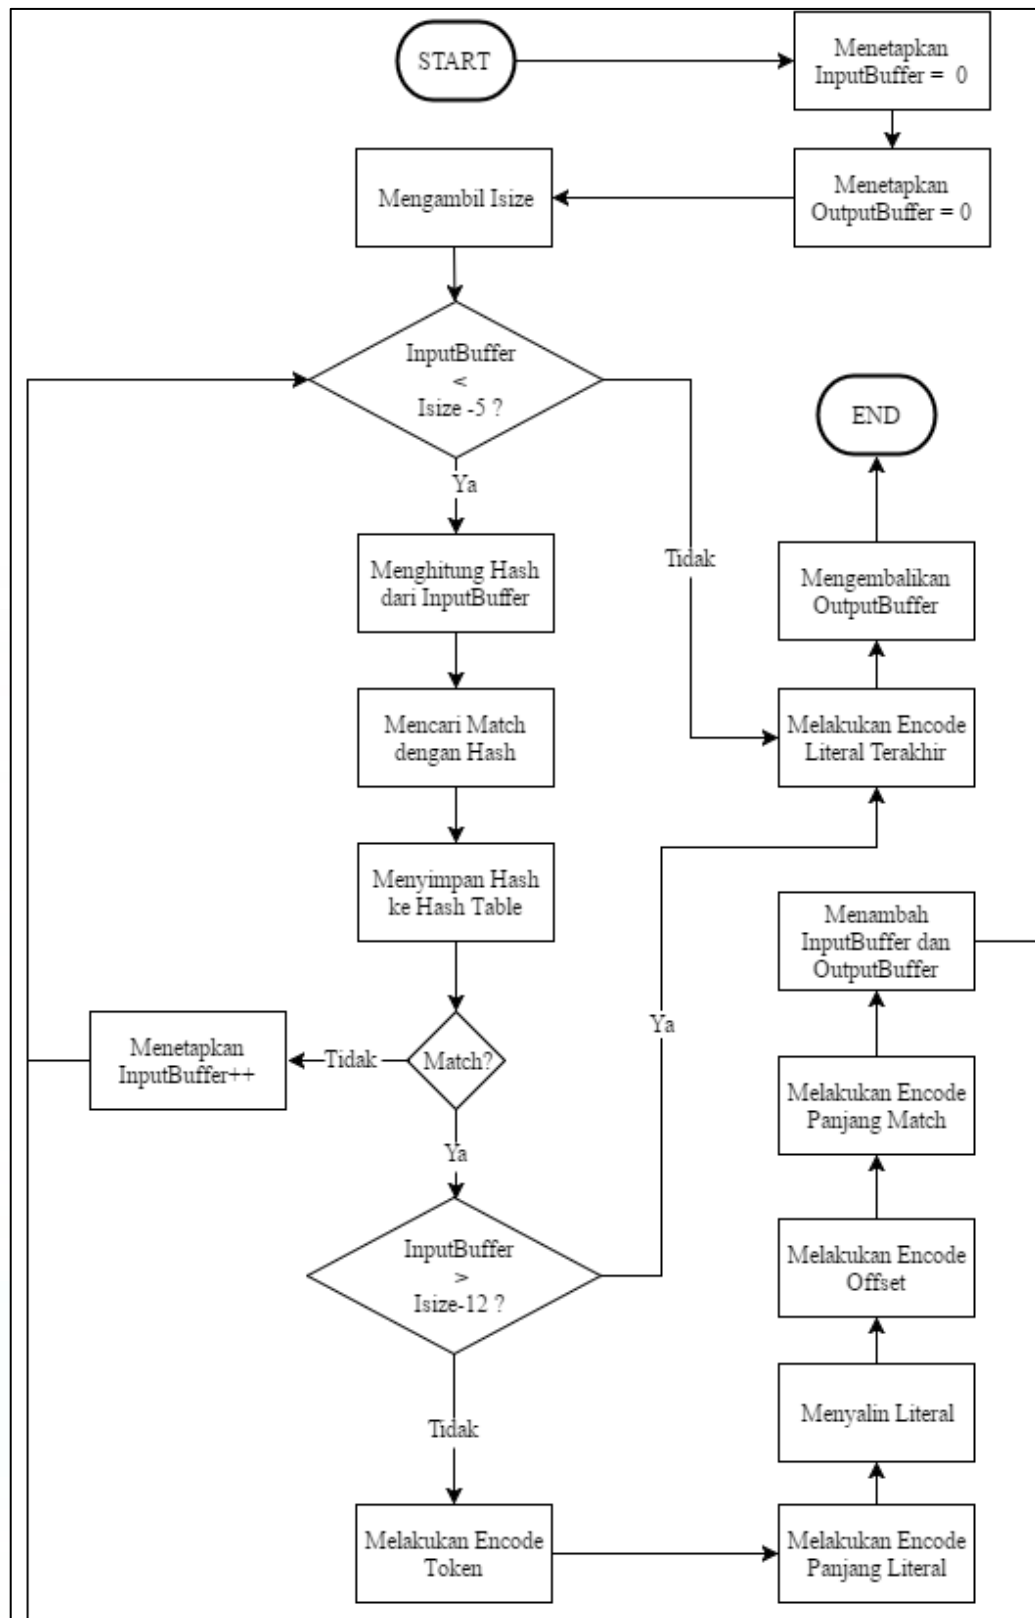 START
Menetapkan
InputBuffer = 0
Menetapkan
OutputBuffer = 0
Mengambil Isize
InputBuffer
<
Isize -5 ?
Ya
Tidak
Menghitung Hash
dari InputBuffer
Mencari Match
dengan Hash
Menyimpan Hash
ke Hash Table
Match?
Tidak
Menetapkan
InputBuffer++
Ya
InputBuffer
>
Isize-12 ?
Ya
Tidak
Melakukan Encode
Token
Melakukan Encode
Panjang Literal
Menyalin Literal
Melakukan Encode
Offset
Melakukan Encode
Panjang Match
Menambah
InputBuffer dan
OutputBuffer
Melakukan Encode
Literal Terakhir
Mengembalikan
OutputBuffer
END